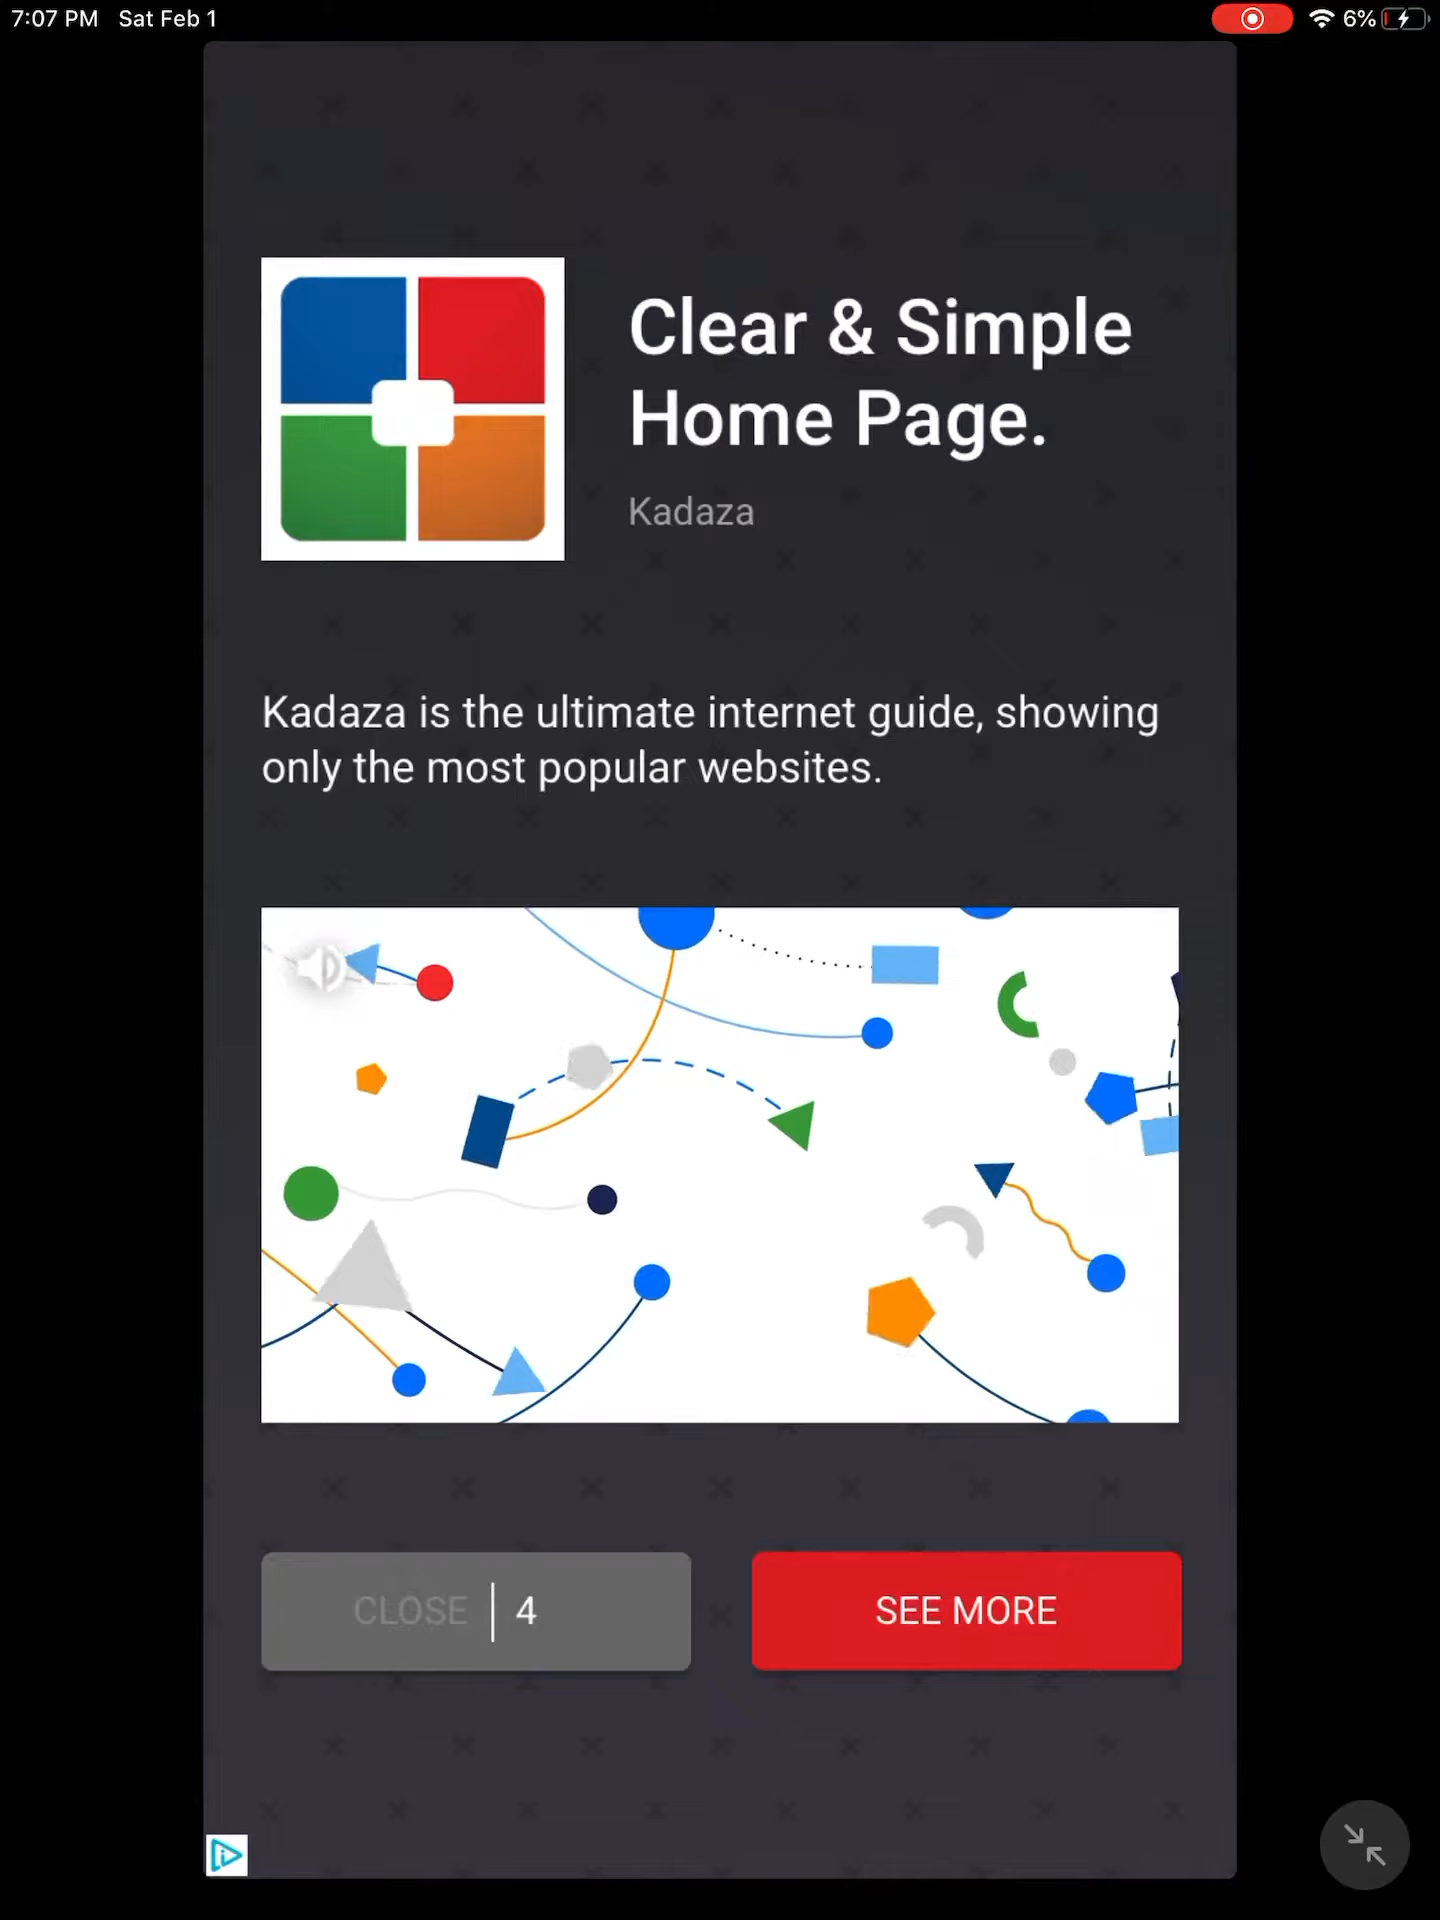 7:07 PM Sat Feb 1
6%
Clear & Simple
Home Page.
Kadaza
Kadaza is the ultimate internet guide, showing
only the most popular websites.
CLOSE | 4
SEE MORE